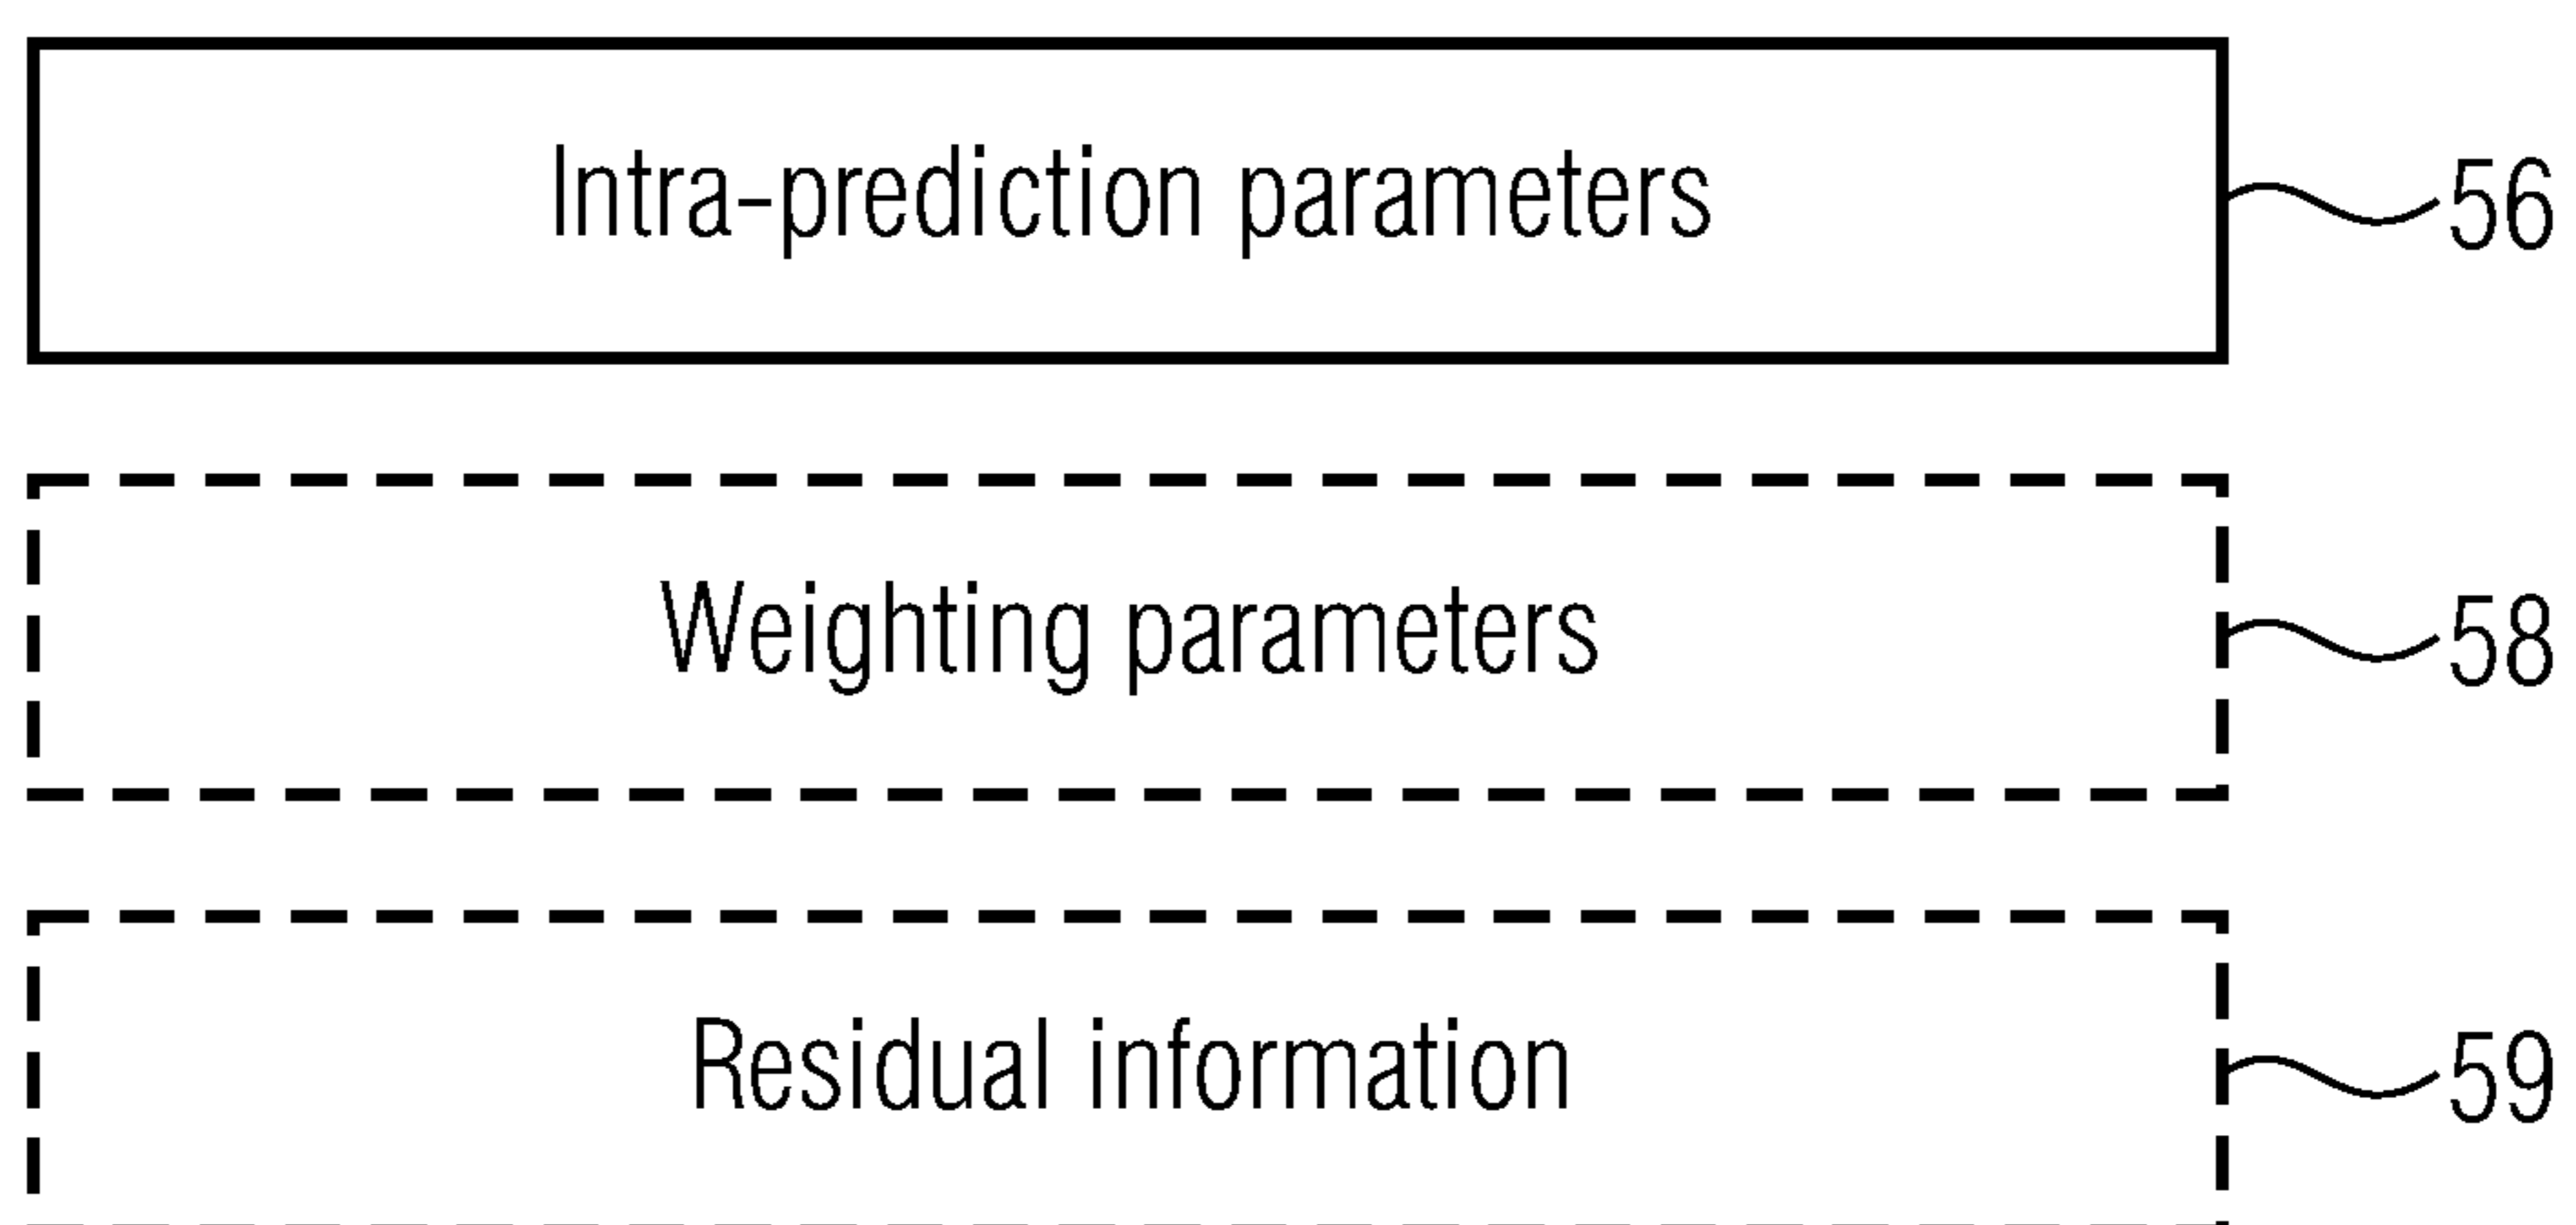 Intra-prediction parameters 56
Weighting parameters 58
Residual information 59